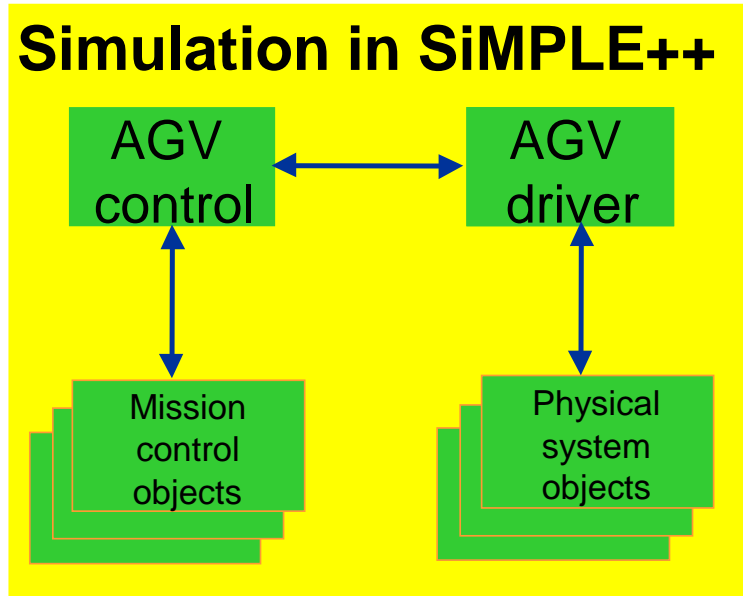 Simulation in SiMPLE++
AGV
control
AGV
driver
Mission
control
objects
Physical
system
objects